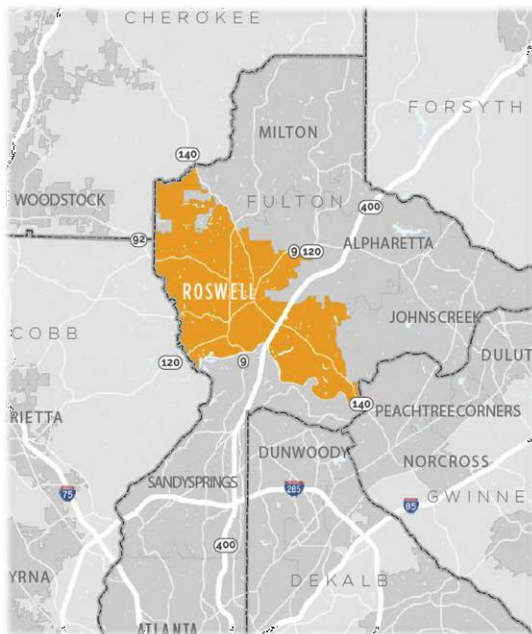 CHEROKEE
FORSYTH
MILTON
140
WOODSTOCK
FULTON
400
92
9 120
ALPHARETTA
ROSWELL
JOHNSCREEK
COBB
120
9
DULUT
140
PEACHTREECORNERS
RIETTA
DUNWOODY
NORCROSS
SANDYSPRINGS
75
285
85
GWINNE
400
YRNA
DEKALB
ATLANTA